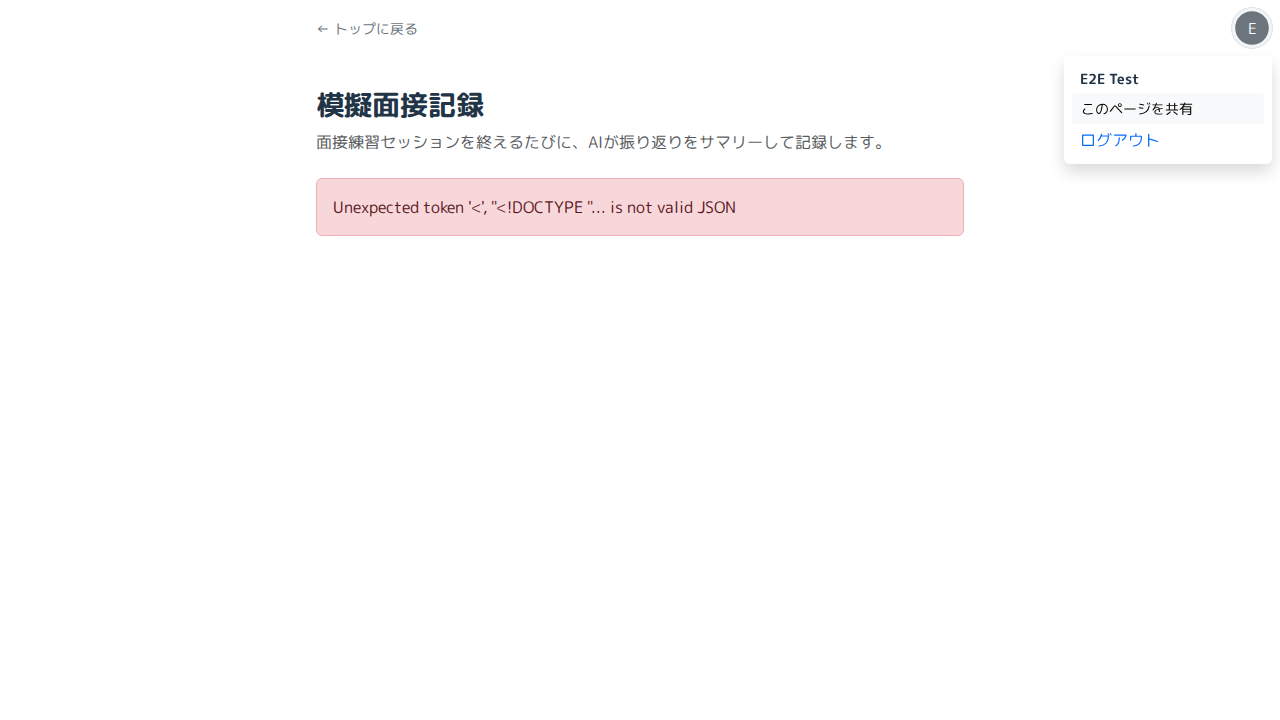 ← トップに戻る
E
E2E Test
このページを共有
ログアウト
模擬面接記録
面接練習セッションを終えるたびに、AIが振り返りをサマリーして記録します。
Unexpected token '<', "<!DOCTYPE "... is not valid JSON